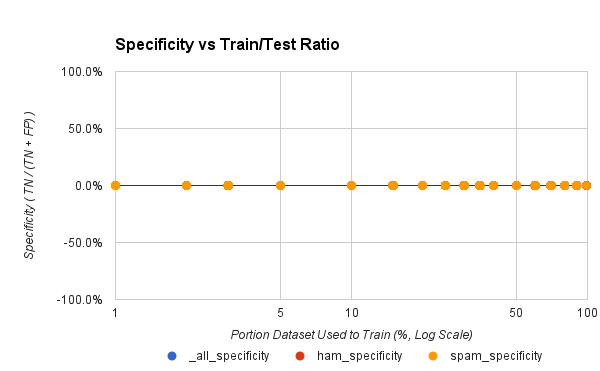 Specificity vs Train/Test Ratio
100.0%
50.0%
0.0%
-50.0%
-100.0%
Specificity ( TN / (TN + FP) )
1
5
10
50
100
Portion Dataset Used to Train (%, Log Scale)
_all_specificity
ham_specificity
spam_specificity